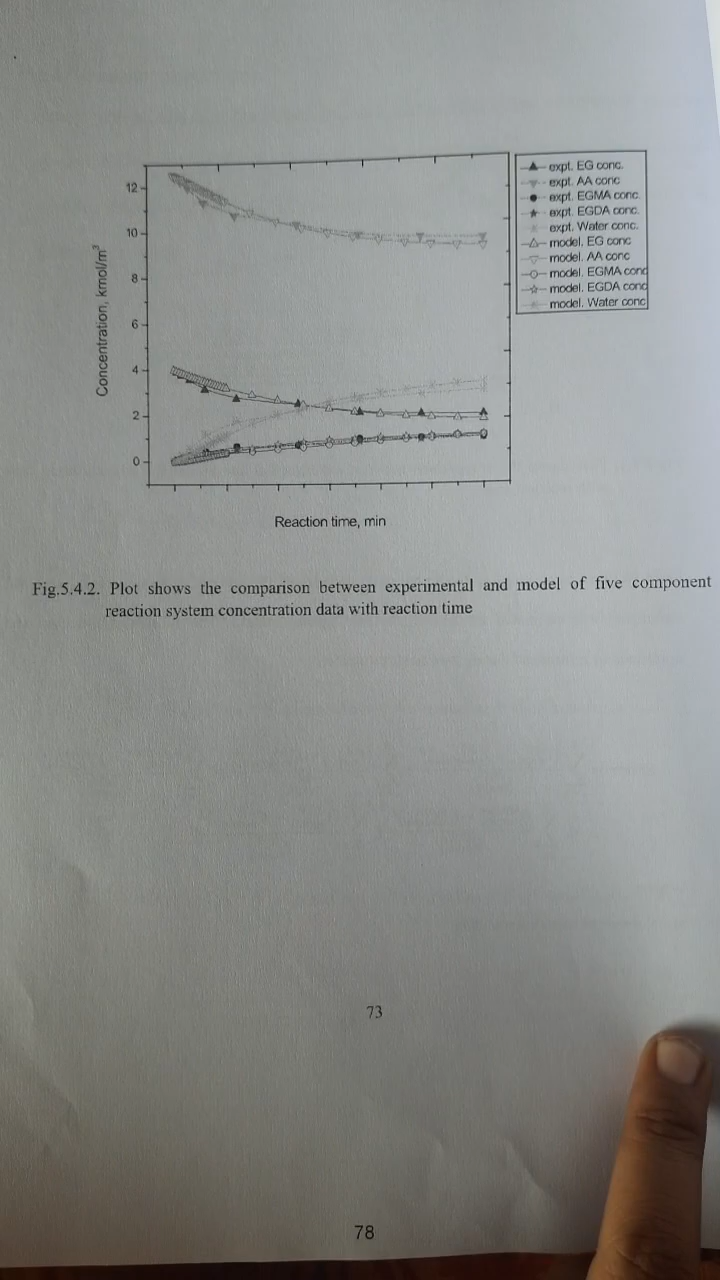 12
10
8
6
4
2
0
Concentration, kmol/m³
Reaction time, min
expt. EG conc.
expt. AA conc
expt. EGMA conc.
expt. EGDA conc.
expt. Water conc.
model. EG conc
model. AA conc
model. EGMA conc
model. EGDA conc
model. Water conc
Fig.5.4.2. Plot shows the comparison between experimental and model of five component
reaction system concentration data with reaction time
73
78